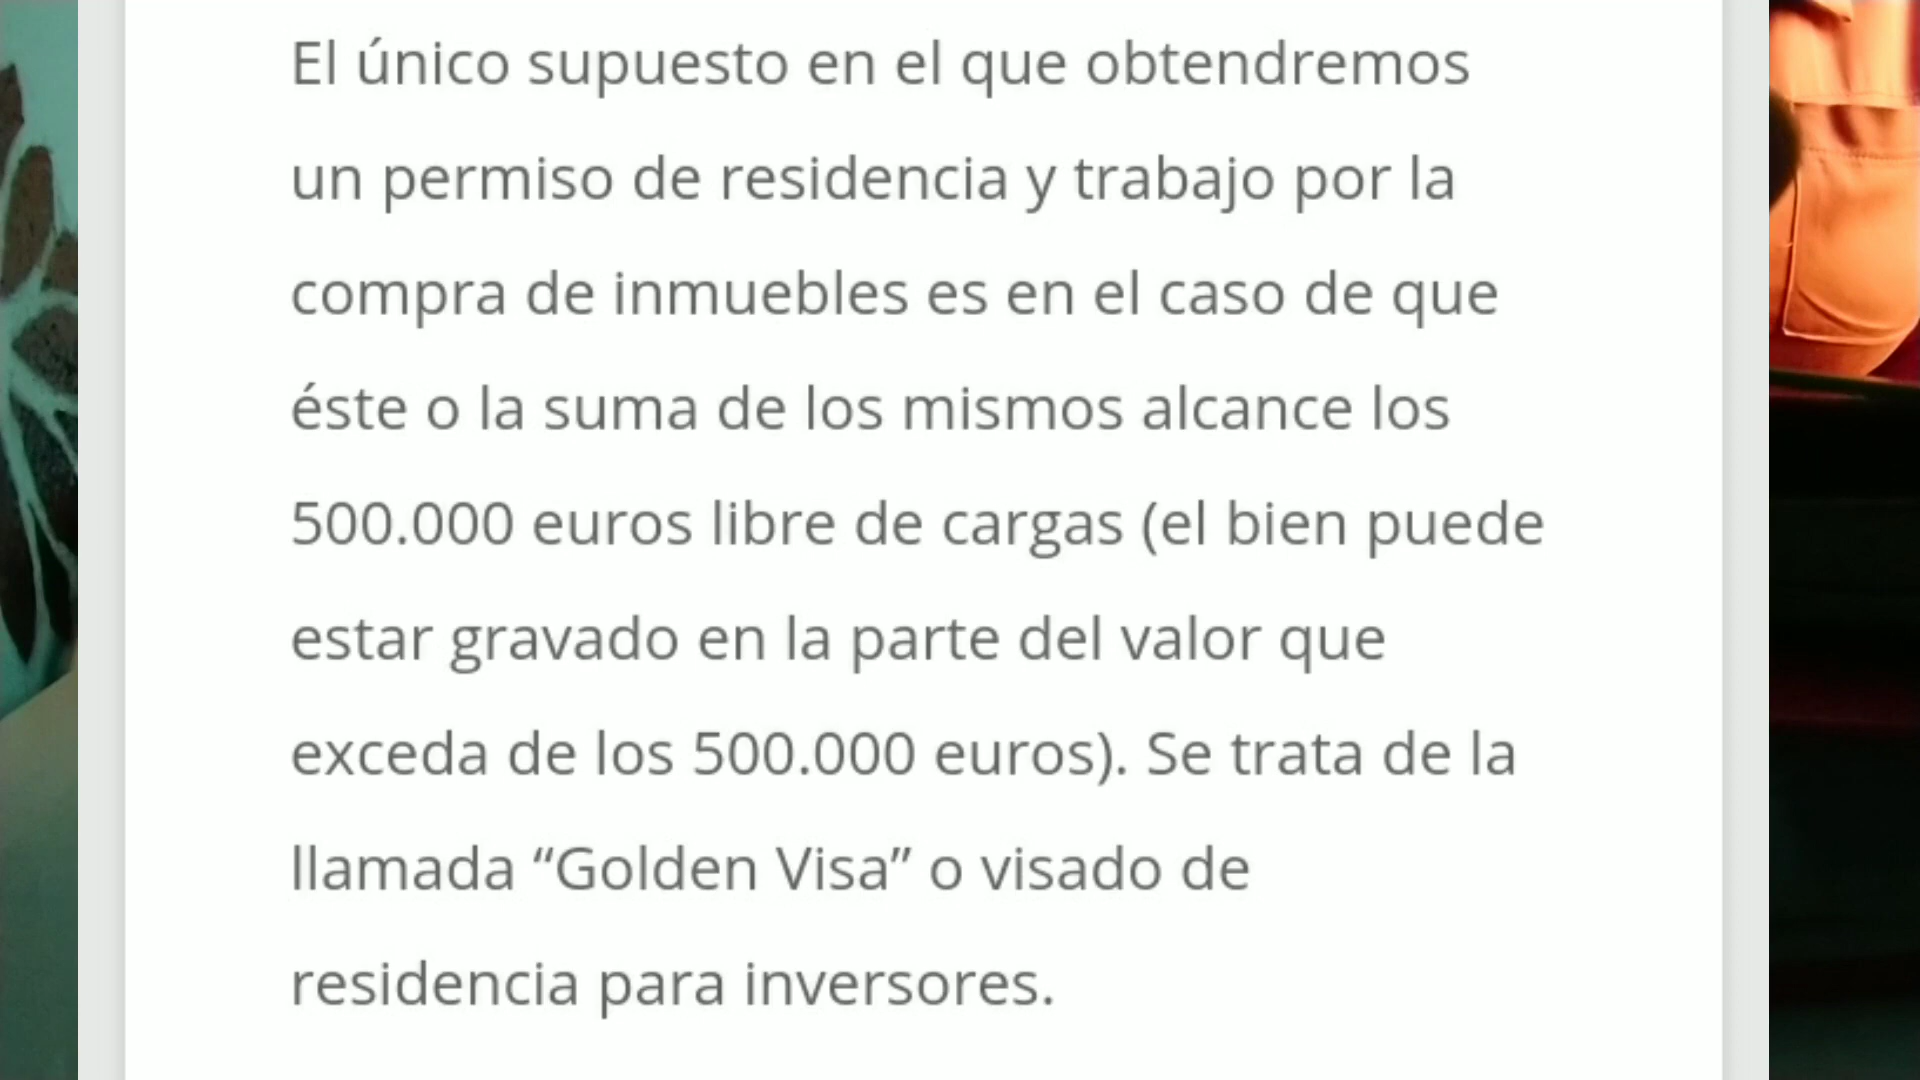 El único supuesto en el que obtendremos
un permiso de residencia y trabajo por la
compra de inmuebles es en el caso de que
éste o la suma de los mismos alcance los
500.000 euros libre de cargas (el bien puede
estar gravado en la parte del valor que
exceda de los 500.000 euros). Se trata de la
llamada “Golden Visa” o visado de
residencia para inversores.